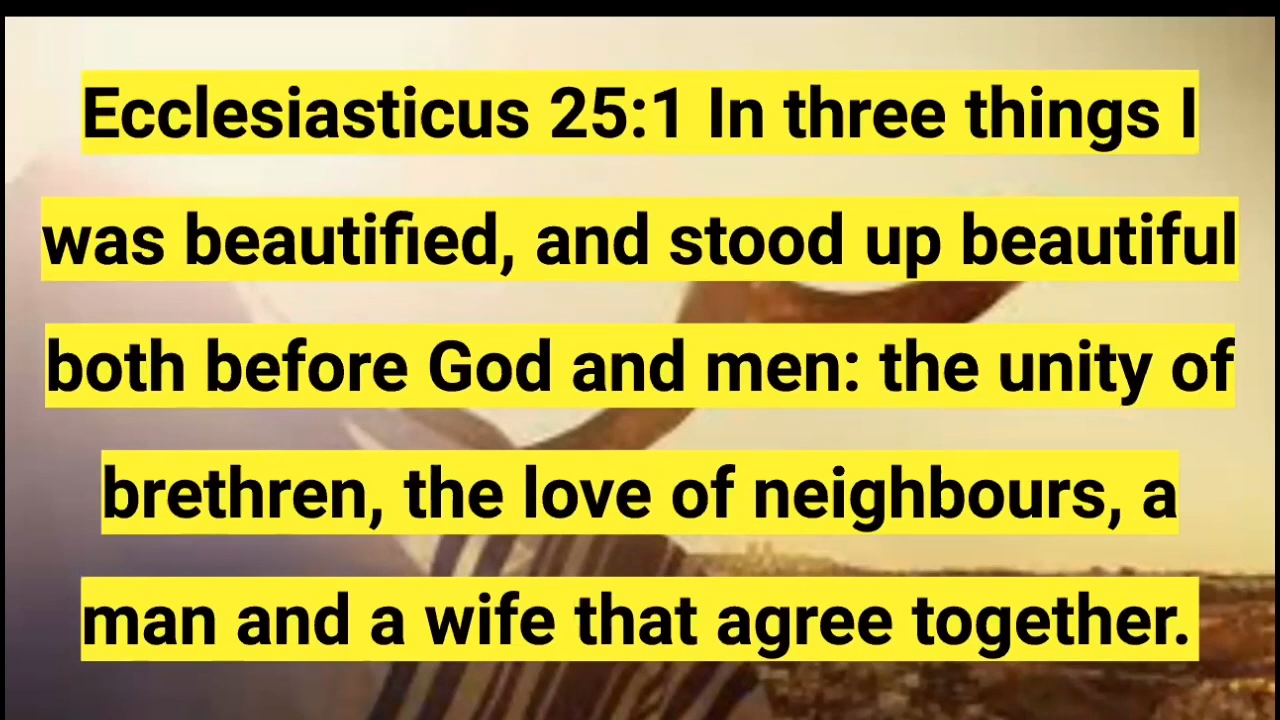 Ecclesiasticus 25:1 In three things I
was beautified, and stood up beautiful
both before God and men: the unity of
brethren, the love of neighbours, a
man and a wife that agree together.